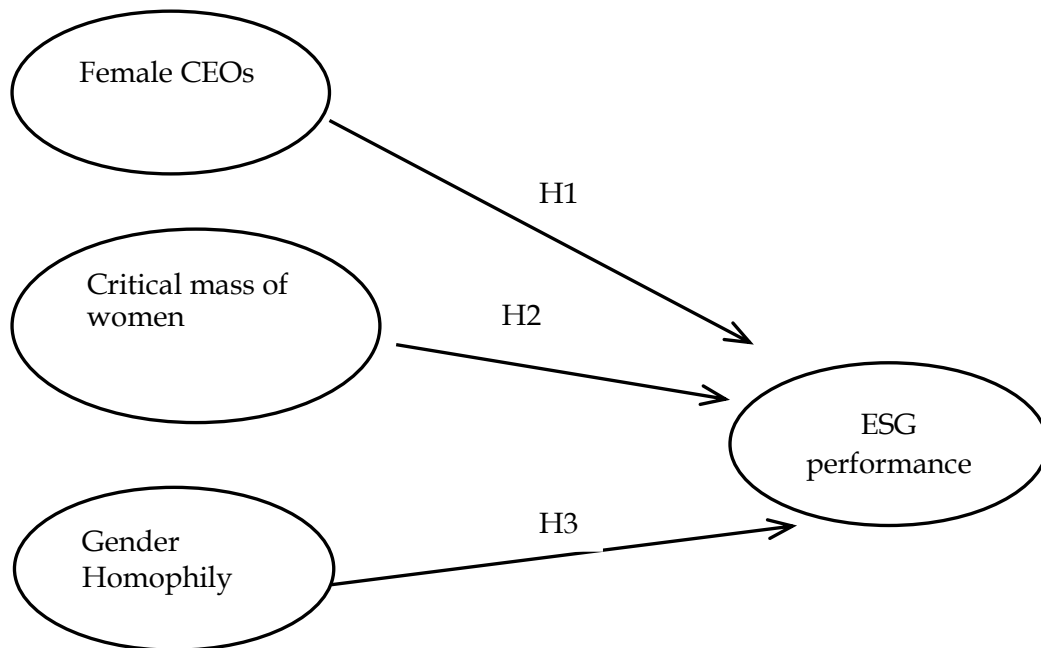 Female CEOs
H1
Critical mass of
women
H2
ESG
performance
H3
Gender
Homophily